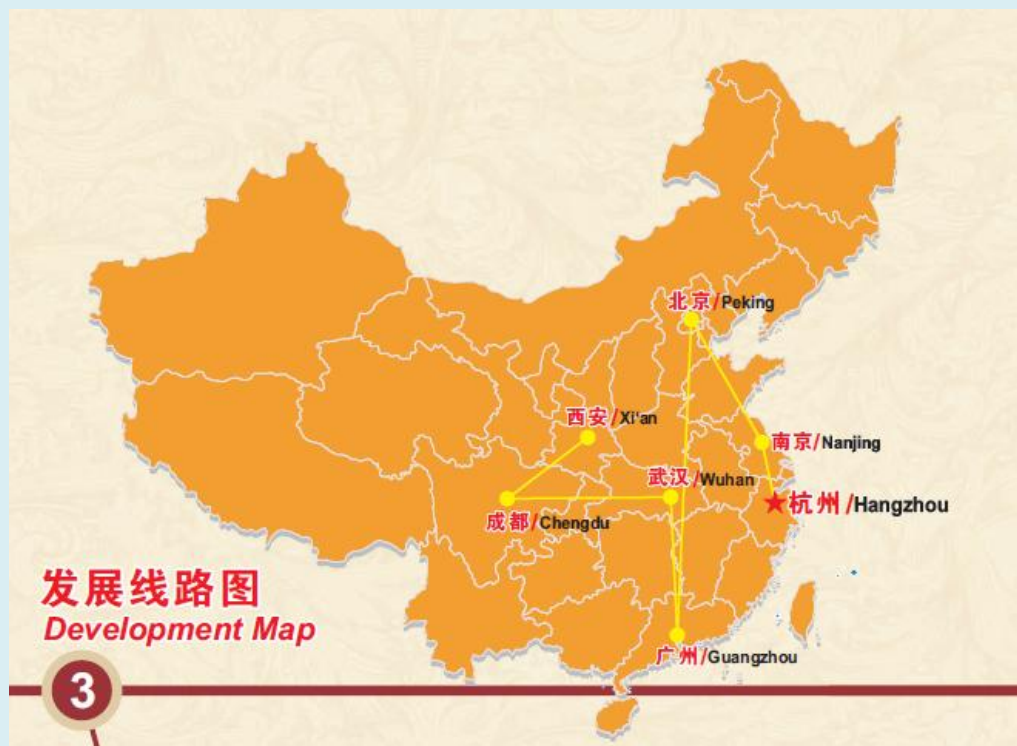 北京/Peking
西安/Xi'an
南京/Nanjing
武汉/Wuhan
杭州/Hangzhou
成都/Chengdu
发展线路图
Development Map
广州/Guangzhou
3